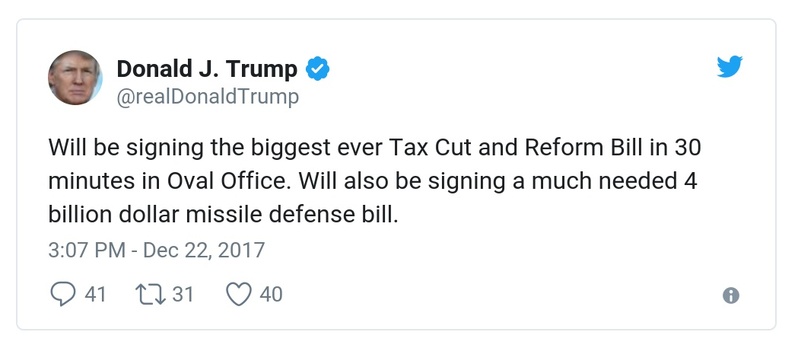 Donald J. Trump
@realDonaldTrump
Will be signing the biggest ever Tax Cut and Reform Bill in 30
minutes in Oval Office. Will also be signing a much needed 4
billion dollar missile defense bill.
3:07 PM - Dec 22, 2017
41 31 40